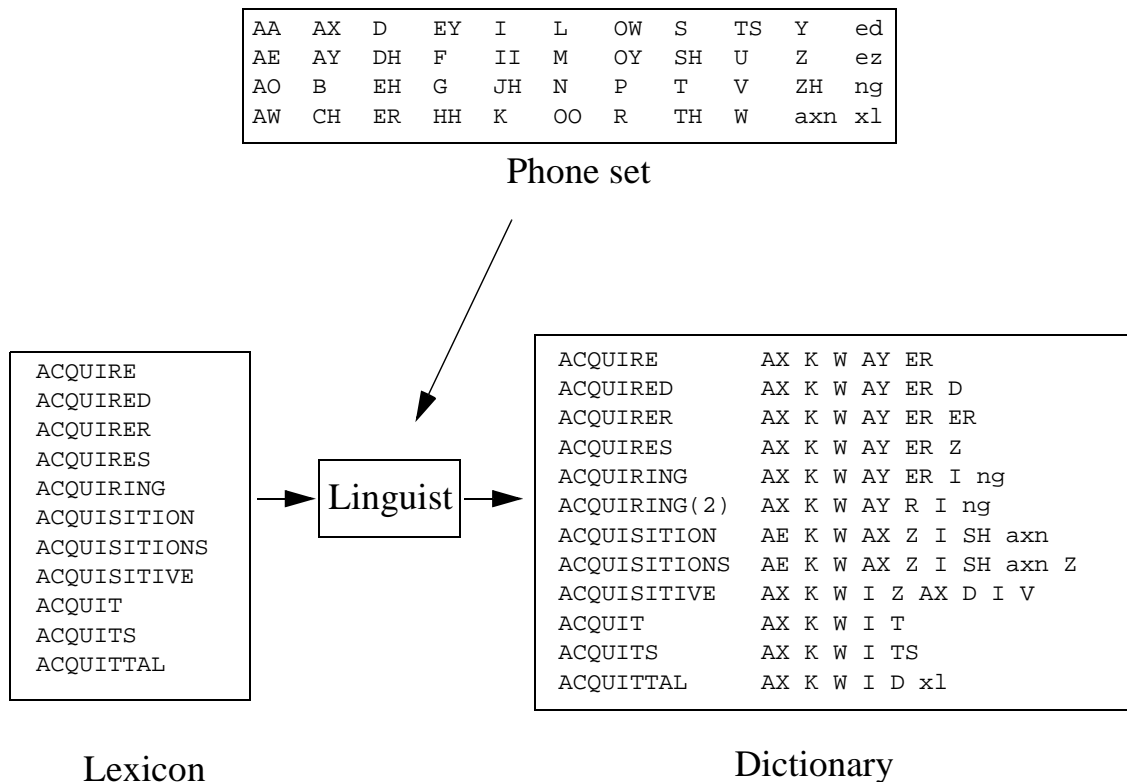 AA AX D EY I L OW S TS Y ed
AE AY DH F II M OY SH U Z ez
AO B EH G JH N P T V ZH ng
AW CH ER HH K OO R TH W axn xl
Phone set
ACQUIRE
ACQUIRED
ACQUIRER
ACQUIRES
ACQUIRING
ACQUISITION
ACQUISITIONS
ACQUISITIVE
ACQUIT
ACQUITS
ACQUITTAL
Lexicon
Linguist
ACQUIRE AX K W AY ER
ACQUIRED AX K W AY ER D
ACQUIRER AX K W AY ER ER
ACQUIRES AX K W AY ER Z
ACQUIRING AX K W AY ER I ng
ACQUIRING(2) AX K W AY R I ng
ACQUISITION AE K W AX Z I SH axn
ACQUISITIONS AE K W AX Z I SH axn Z
ACQUISITIVE AX K W I Z AX D I V
ACQUIT AX K W I T
ACQUITS AX K W I TS
ACQUITTAL AX K W I D xl
Dictionary